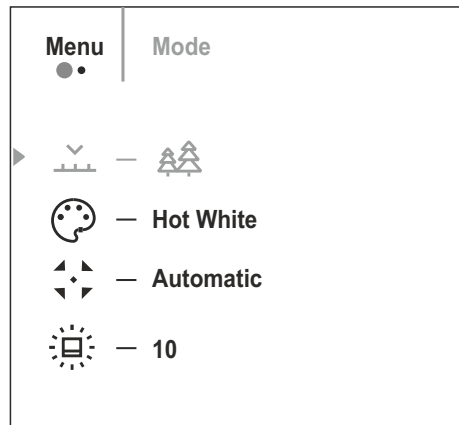 Menu
Mode
— 
— Hot White
— Automatic
— 10